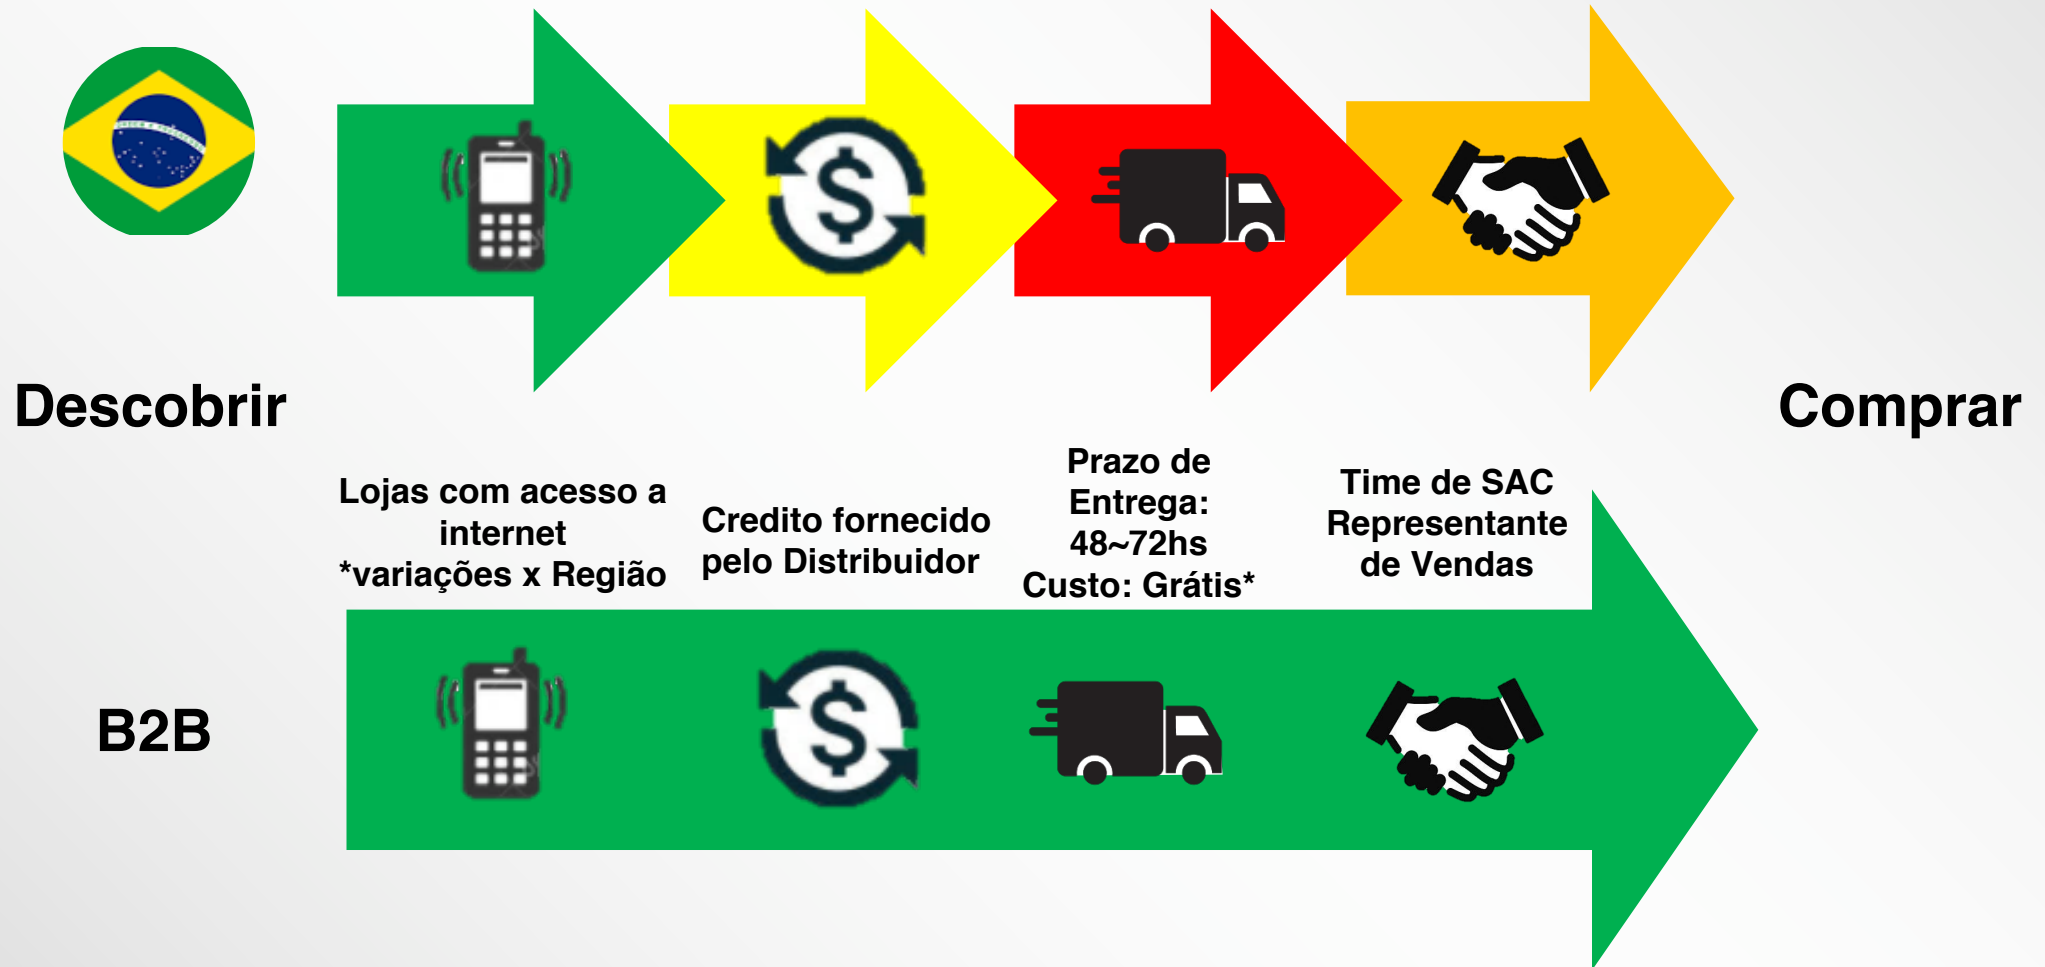 Descobrir
Comprar
Lojas com acesso a
internet
*variações x Região
Credito fornecido
pelo Distribuidor
Prazo de
Entrega:
48~72hs
Custo: Grátis*
Time de SAC
Representante
de Vendas
B2B